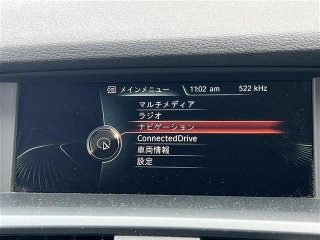 メインメニュー 11:02 am 522 kHz
マルチメディア
ラジオ
ナビゲーション
ConnectedDrive
車両情報
設定